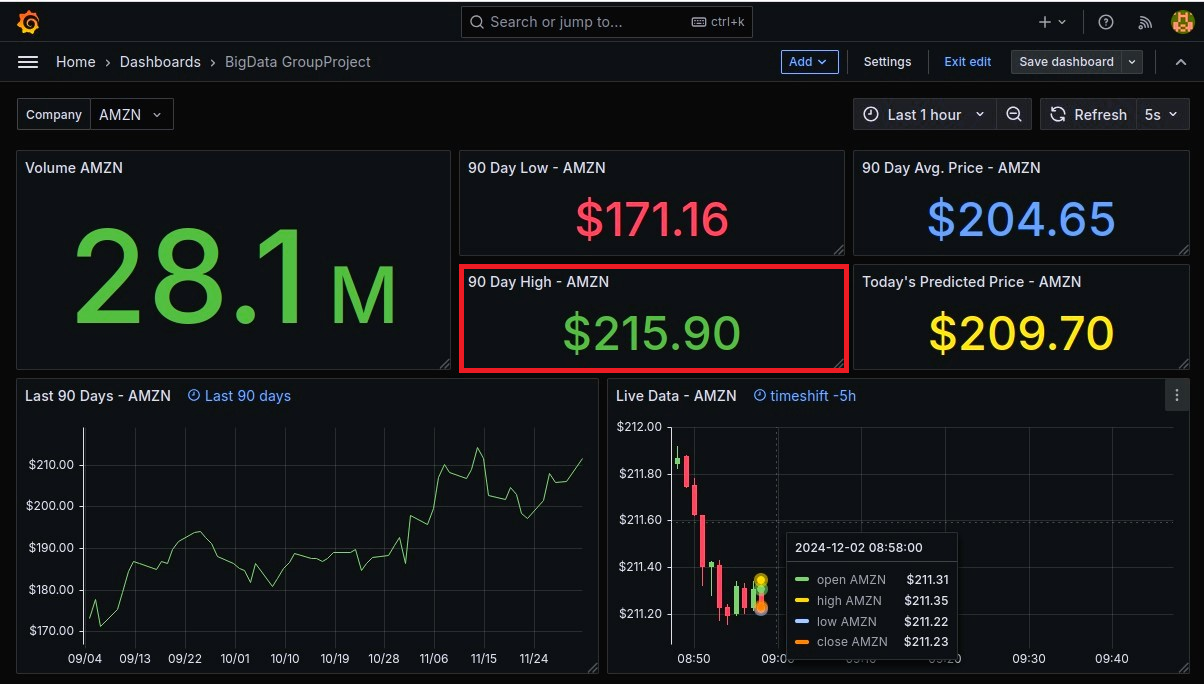 Search or jump to... ctrl+k
Home › Dashboards › BigData GroupProject
Add Settings Exit edit Save dashboard
Company AMZN
Last 1 hour Refresh 5s
Volume AMZN
28.1 M
90 Day Low - AMZN
$171.16
90 Day Avg. Price - AMZN
$204.65
90 Day High - AMZN
$215.90
Today's Predicted Price - AMZN
$209.70
Last 90 Days - AMZN Last 90 days
$210.00
$200.00
$190.00
$180.00
$170.00
09/04 09/13 09/22 10/01 10/10 10/19 10/28 11/06 11/15 11/24
Live Data - AMZN timeshift -5h
$212.00
$211.80
$211.60
$211.40
$211.20
2024-12-02 08:58:00
open AMZN $211.31
high AMZN $211.35
low AMZN $211.22
close AMZN $211.23
08:50 09:00 09:10 09:20 09:30 09:40